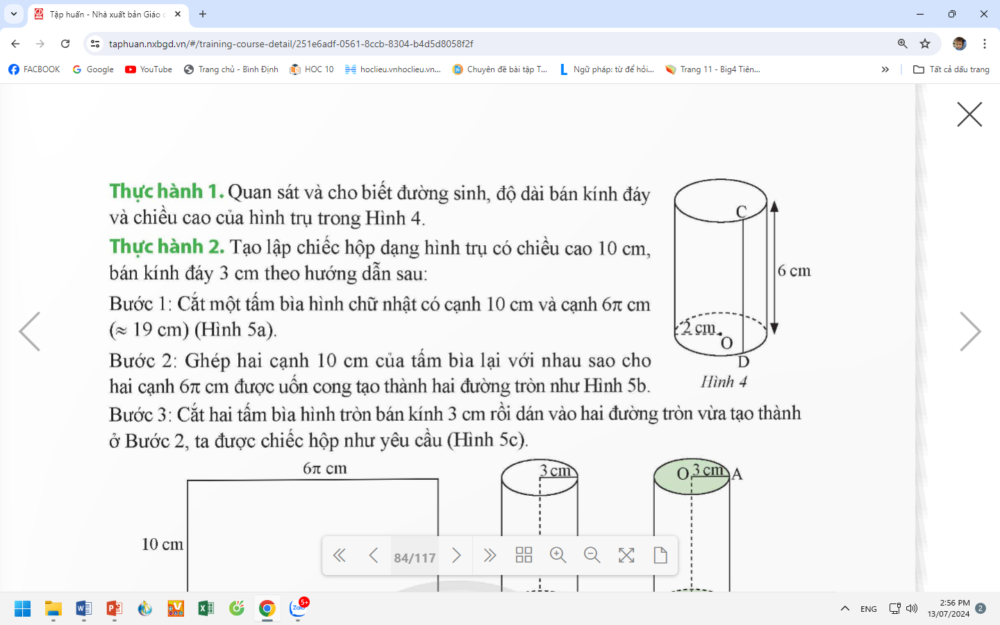 Tập huấn - Nhà xuất bản Giáo
taphuan.nxbgd.vn/#/training-course-detail/251e6adf-0561-8ccb-8304-b4d5d8058f2f
FACBOOK Google YouTube Trang chủ - Bình Định HOC 10 hoclieu.vnhoclieu.vn... Chuyên đề bài tập T... Ngữ pháp: từ để hỏi... Trang 11 - Big4 Tiên... Tất cả dấu trang
Thực hành 1. Quan sát và cho biết đường sinh, độ dài bán kính đáy
và chiều cao của hình trụ trong Hình 4.
Thực hành 2. Tạo lập chiếc hộp dạng hình trụ có chiều cao 10 cm,
bán kính đáy 3 cm theo hướng dẫn sau:
Bước 1: Cắt một tấm bìa hình chữ nhật có cạnh 10 cm và cạnh 6π cm
(≈ 19 cm) (Hình 5a).
Bước 2: Ghép hai cạnh 10 cm của tấm bìa lại với nhau sao cho
hai cạnh 6π cm được uốn cong tạo thành hai đường tròn như Hình 5b.
C
6 cm
2 cm
O
D
Hình 4
Bước 3: Cắt hai tấm bìa hình tròn bán kính 3 cm rồi dán vào hai đường tròn vừa tạo thành
ở Bước 2, ta được chiếc hộp như yêu cầu (Hình 5c).
6π cm
10 cm
3 cm
O 3 cm A
84/117
5+
Zalo
ENG
2:56 PM
13/07/2024
2